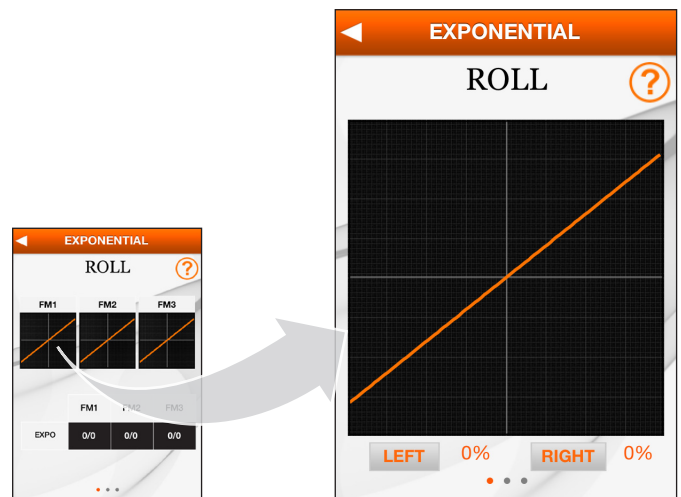 EXPONENTIAL
ROLL
?
FM1 FM2 FM3
FM1 FM2 FM3
EXPO 0/0 0/0 0/0
EXPONENTIAL
ROLL
?
LEFT 0% RIGHT 0%